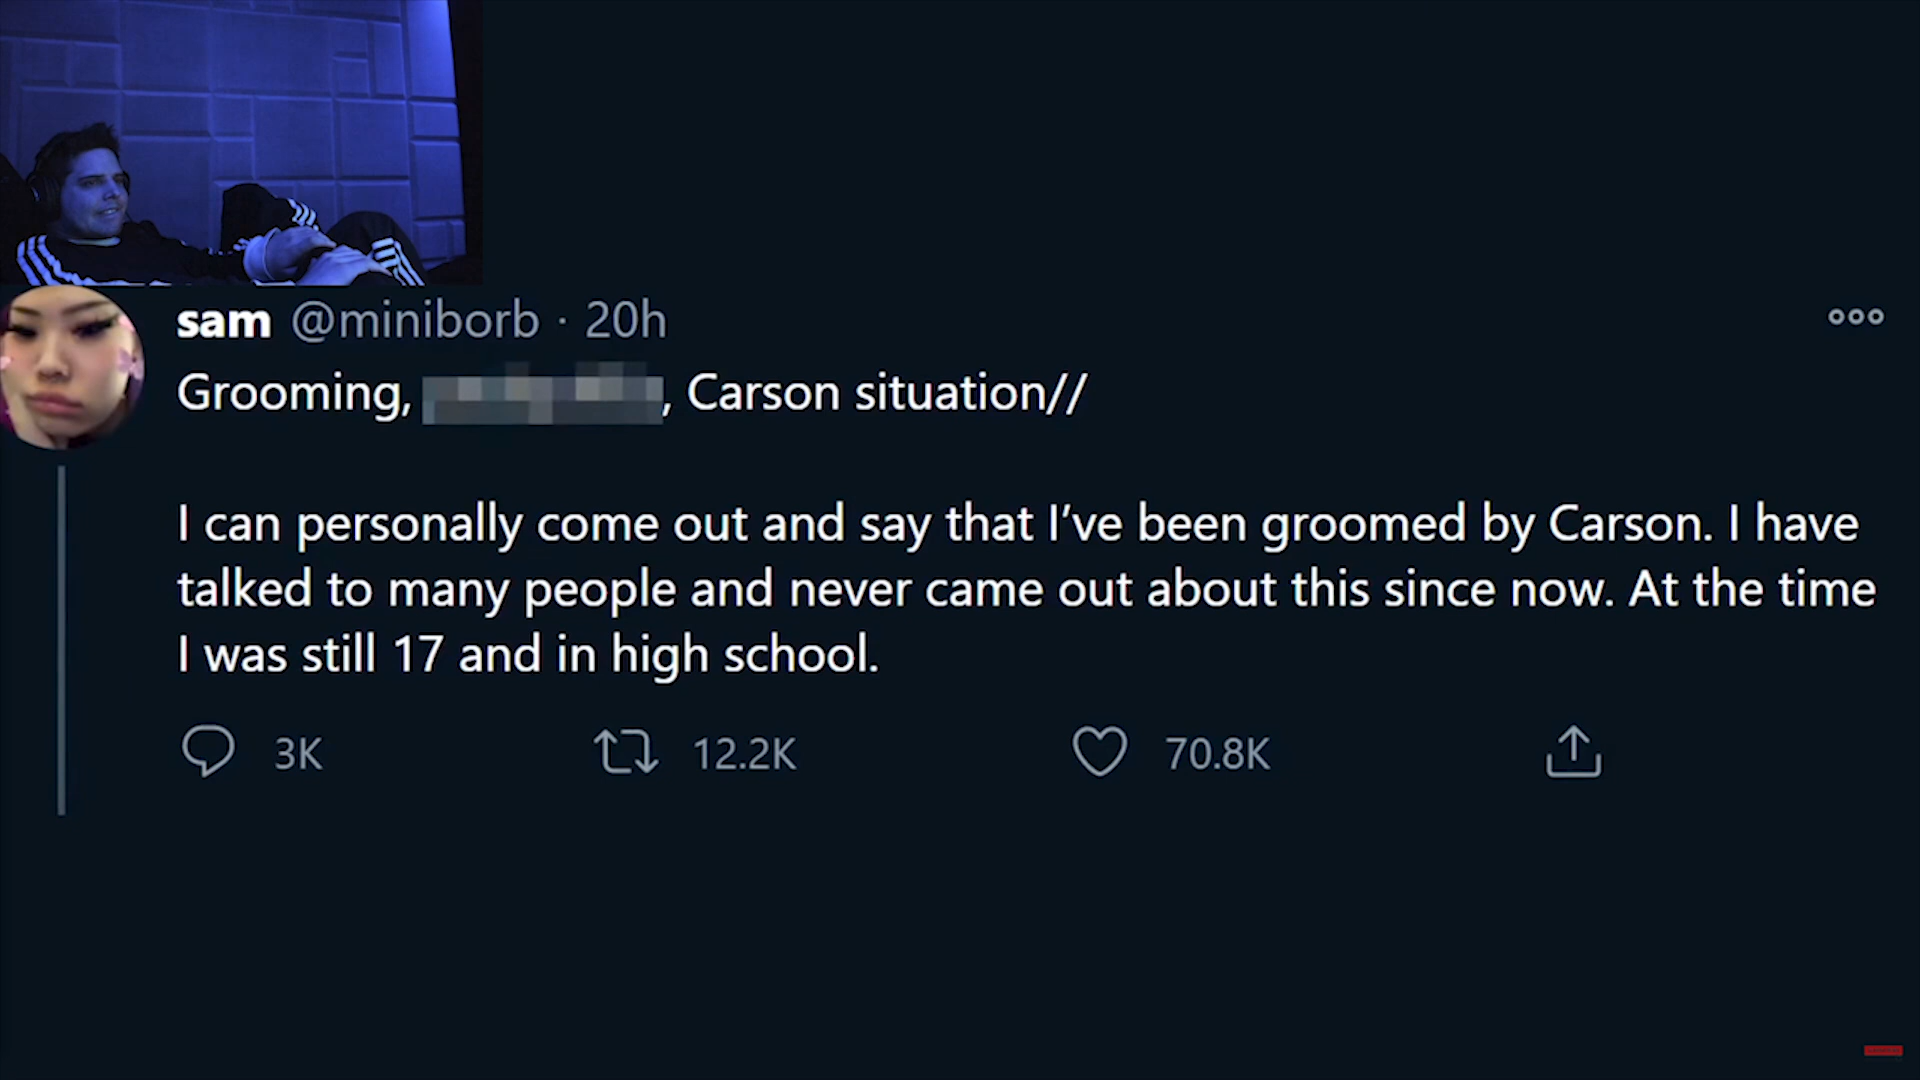 sam @miniborb · 20h
Grooming, , Carson situation//
I can personally come out and say that I've been groomed by Carson. I have
talked to many people and never came out about this since now. At the time
I was still 17 and in high school.
3K 12.2K 70.8K